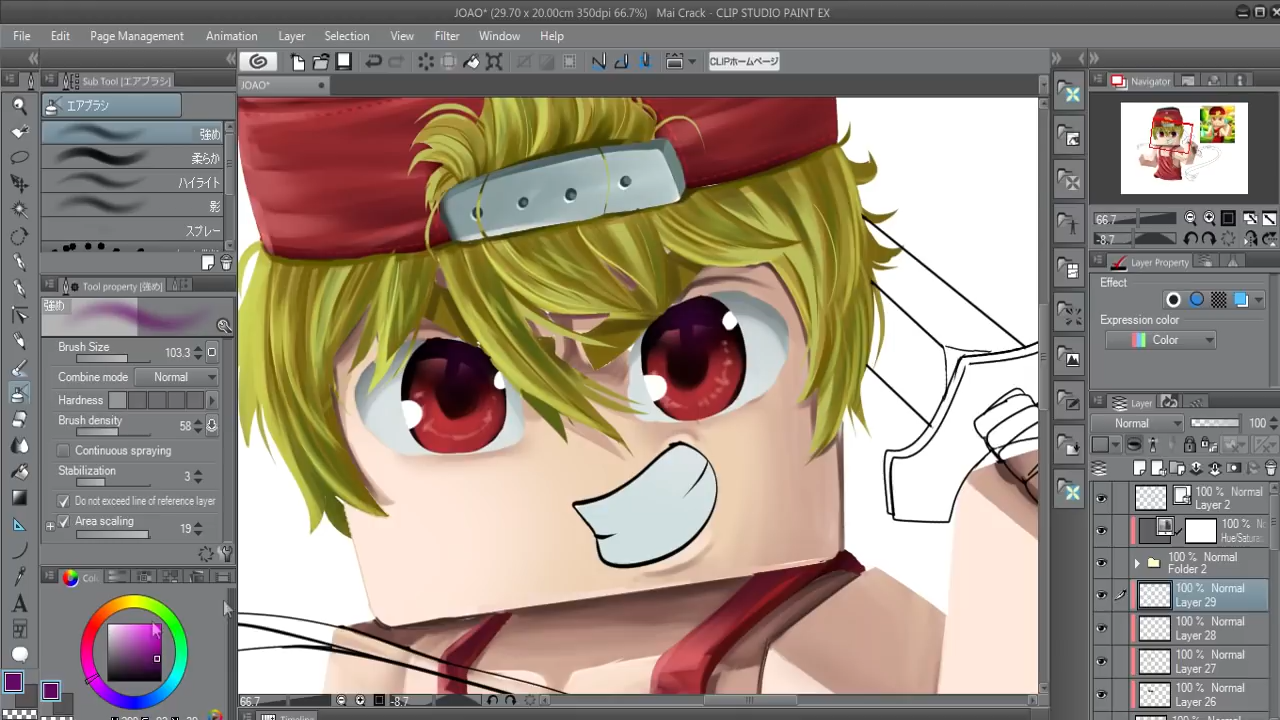 JOAO* (29.70 x 20.00cm 350dpi 66.7%)  Mai Crack - CLIP STUDIO PAINT EX
File Edit Page Management Animation Layer Selection View Filter Window Help
CLIPホームページ
Sub Tool [エアブラシ]
JOAO*
Navigator
エアブラシ
強め
柔らか
ハイライト
影
スプレー
66.7
-8.7
Tool property [強め]
Layer Property
強め
Effect
Expression color
Color
Brush Size 103.3
Combine mode Normal
Hardness
Brush density 58
Continuous spraying
Stabilization
3
Do not exceed line of reference layer
Area scaling 19
Layer
Normal 100
100 % Normal
Layer 2
100 %
Hue/Satura
100 % Normal
Folder 2
100 % Normal
Layer 29
100 % Normal
Layer 28
100 % Normal
Layer 27
100 % Normal
Layer 26
66.7 -8.7